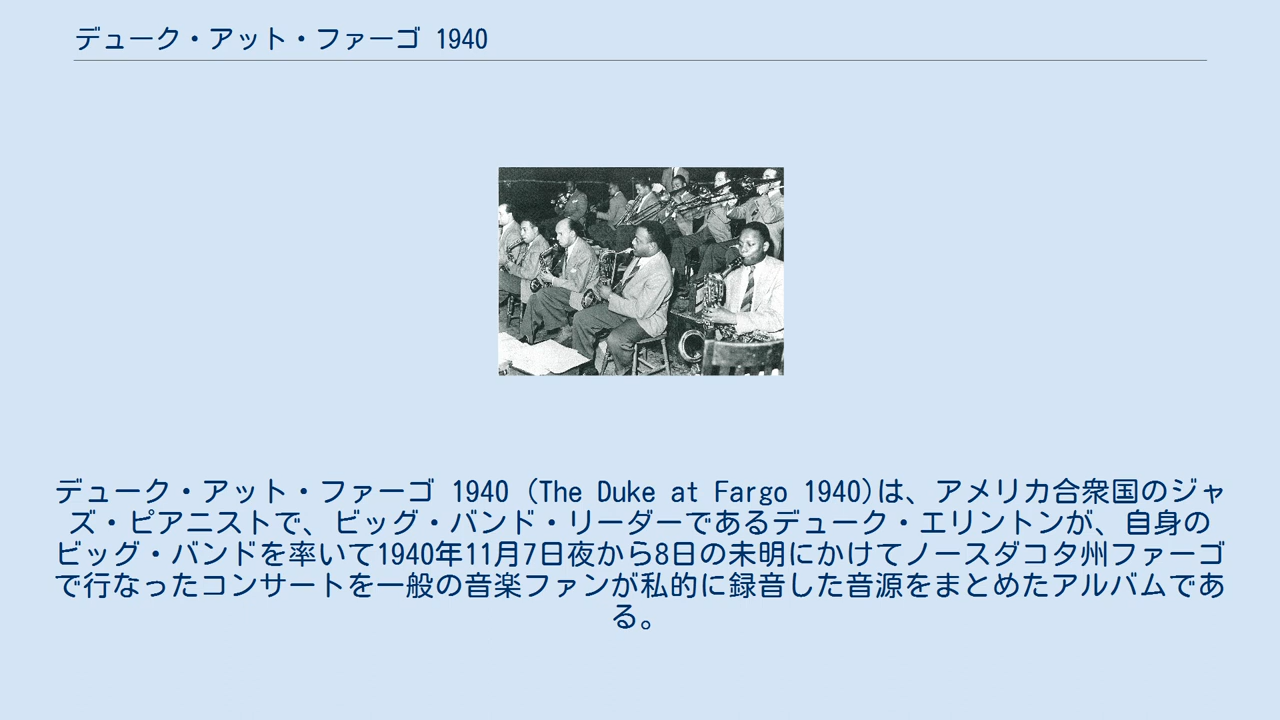 デューク・アット・ファーゴ 1940
デューク・アット・ファーゴ 1940 (The Duke at Fargo 1940)は、アメリカ合衆国のジャ
ズ・ピアニストで、ビッグ・バンド・リーダーであるデューク・エリントンが、自身の
ビッグ・バンドを率いて1940年11月7日夜から8日の未明にかけてノースダコタ州ファーゴ
で行なったコンサートを一般の音楽ファンが私的に録音した音源をまとめたアルバムであ
る。